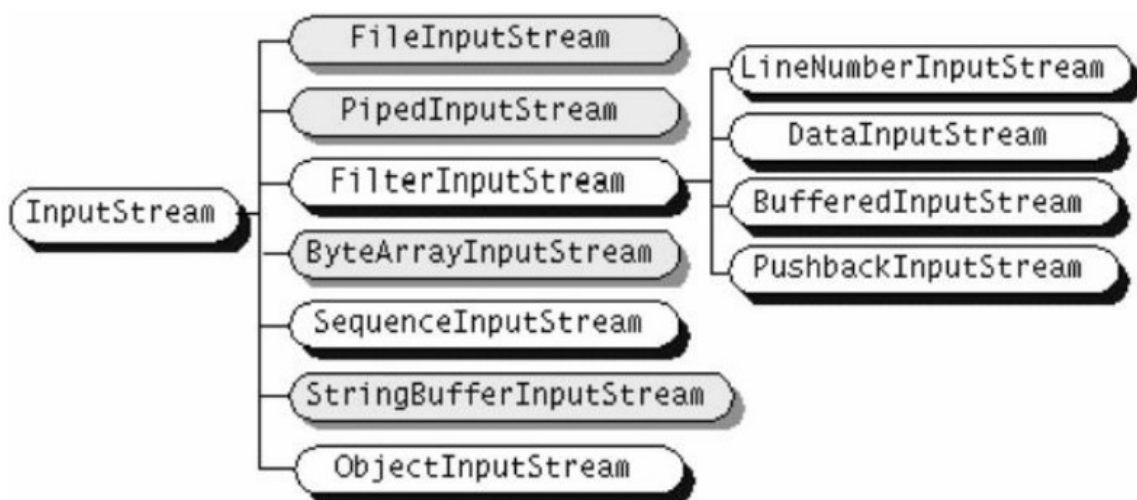 FileInputStream
LineNumberInputStream
PipedInputStream
DataInputStream
FilterInputStream
InputStream
BufferedInputStream
ByteArrayInputStream
PushbackInputStream
SequenceInputStream
StringBufferInputStream
ObjectInputStream